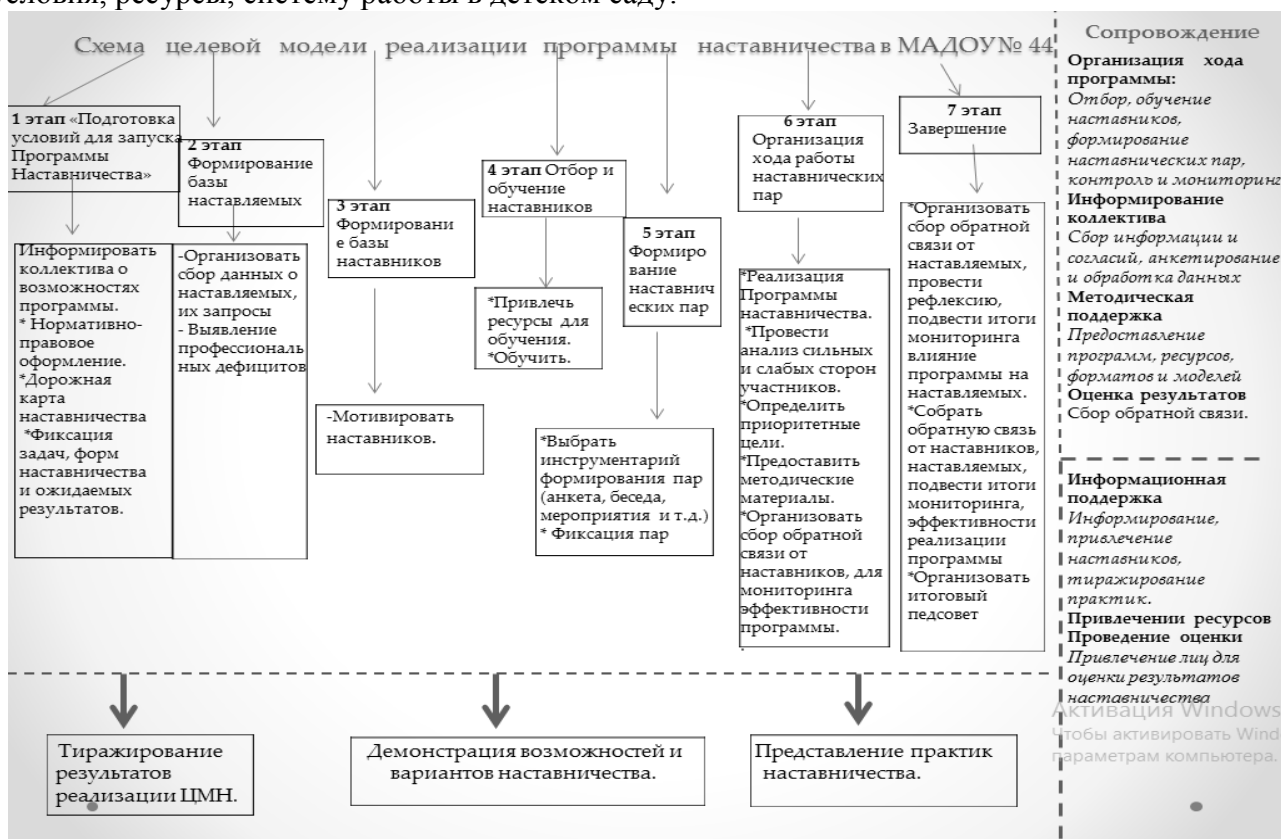 условия, ресурсы, систему работы в детском саду.
Схема целевой модели реализации программы наставничества в МАДОУ№ 44
1 этап «Подготовка
условий для запуска
Программы
Наставничества»
Информировать
коллектива о
возможностях
программы.
* Нормативно-
правовое
оформление.
*Дорожная
карта
наставничества
*Фиксация
задач, форм
наставничества
и ожидаемых
результатов.
2 этап
Формирование
базы
наставляемых
-Организовать
сбор данных о
наставляемых,
их запросы
- Выявление
профессиональ
ных дефицитов
3 этап
Формировани
е базы
наставников
-Мотивировать
наставников.
4 этап Отбор и
обучение
наставников
*Привлечь
ресурсы для
обучения.
*Обучить.
5 этап
Формиро
вание
наставнич
еских пар
*Выбрать
инструментарий
формирования пар
(анкета, беседа,
мероприятия и т.д.)
* Фиксация пар
6 этап
Организация
хода работы
наставнических
пар
*Реализация
Программы
наставничества.
*Провести
анализ сильных
и слабых сторон
участников.
*Определить
приоритетные
цели.
*Предоставить
методические
материалы.
*Организовать
сбор обратной
связи от
наставников, для
мониторинга
эффективности
программы.
.
7 этап
Завершение
*Организовать
сбор обратной
связи от
наставляемых,
провести
рефлексию,
подвести итоги
мониторинга
влияние
программы на
наставляемых.
*Собрать
обратную связь
от наставников,
наставляемых,
подвести итоги
мониторинга,
эффективности
реализации
программы
*Организовать
итоговый
педсовет
Сопровождение
Организация хода
программы:
Отбор, обучение
наставников,
формирование
наставнических пар,
контроль и мониторинг
Информирование
коллектива
Сбор информации и
согласий, анкетирование
и обработка данных
Методическая
поддержка
Предоставление
программ, ресурсов,
форматов и моделей
Оценка результатов
Сбор обратной связи.
Информационная
поддержка
Информирование,
привлечение
наставников,
тиражирование
практик.
Привлечении ресурсов
Проведение оценки
Привлечение лиц для
оценки результатов
наставничества
Активация Windows
Чтобы активировать Wind
параметрам компьютера.
Тиражирование
результатов
реализации ЦМН.
Демонстрация возможностей и
вариантов наставничества.
Представление практик
наставничества.